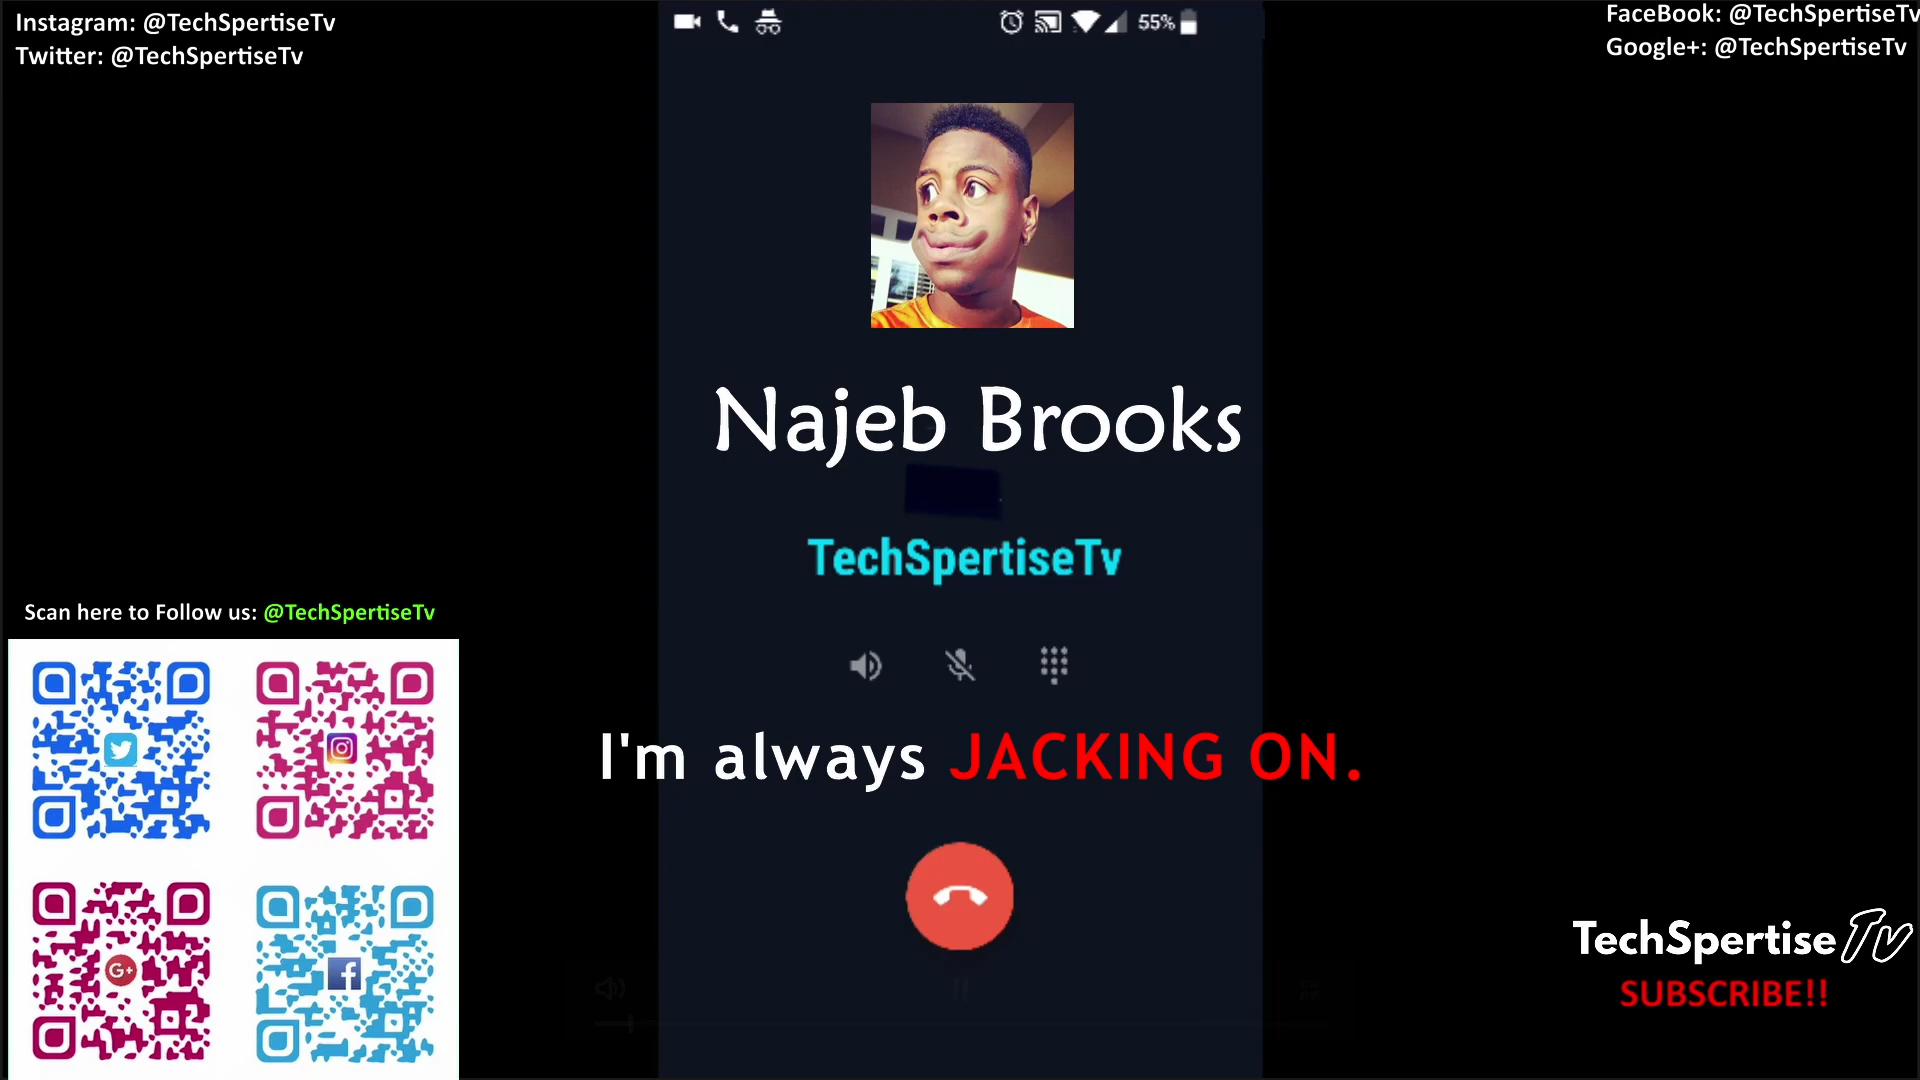 Instagram: @TechSpertiseTv
Twitter: @TechSpertiseTv
55%
FaceBook: @TechSpertiseTv
Google+: @TechSpertiseTv
Najeb Brooks
TechSpertiseTv
Scan here to Follow us: @TechSpertiseTv
G+
f
I'm always JACKING ON.
TechSpertise Tv
SUBSCRIBE!!